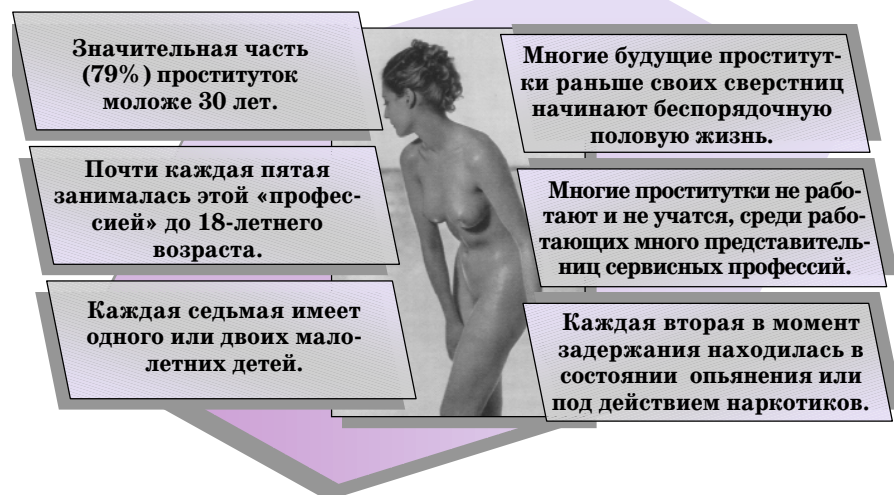 Значительная часть
(79%) проституток
моложе 30 лет.
Почти каждая пятая
занималась этой «профес-
сией» до 18-летнего
возраста.
Каждая седьмая имеет
одного или двоих мало-
летних детей.
Многие будущие проститут-
ки раньше своих сверстниц
начинают беспорядочную
половую жизнь.
Многие проститутки не рабо-
тают и не учатся, среди рабо-
тающих много представитель-
ниц сервисных профессий.
Каждая вторая в момент
задержания находилась в
состоянии опьянения или
под действием наркотиков.